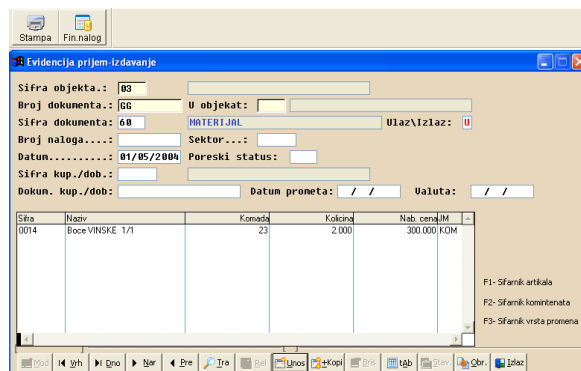 Stampa Fin.nalog
Evidencija prijem-izdavanje
Sifra objekta.: 03
Broj dokumenta.: GG U objekat:
Sifra dokumenta: 60 MATERIJAL Ulaz\Izlaz: U
Broj naloga....: Sektor...:
Datum..........: 01/05/2004 Poreski status:
Sifra kup./dob.:
Dokum. kup./dob: Datum prometa: / / Valuta: / /
Sifra Naziv Komada Kolicina Nab. cena JM
0014 Boce VINSKE 1/1 23 2.000 300.000 KOM
F1- Sifarnik artikala
F2- Sifarnik komintenata
F3- Sifarnik vrsta promena
Mod Vrh Dno Nar Pre Tra Rel Unos +Kopi Bris tAb Stav. Obr. Izlaz